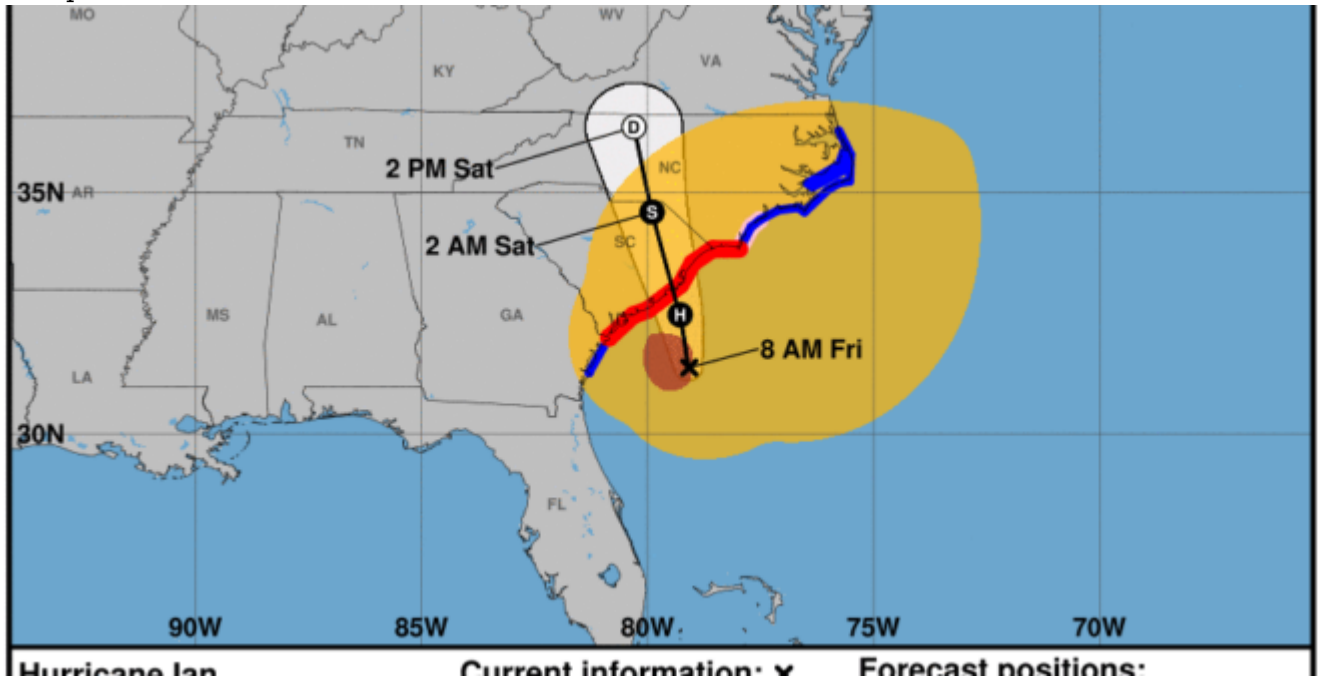 MO
WV
KY
VA
D
TN
2 PM Sat
NC
35N
AR
S
2 AM Sat
SC
MS
AL
GA
H
8 AM Fri
LA
30N
FL
90W
85W
80W
75W
70W
Hurricane Ian
Current information: x
Forecast positions: